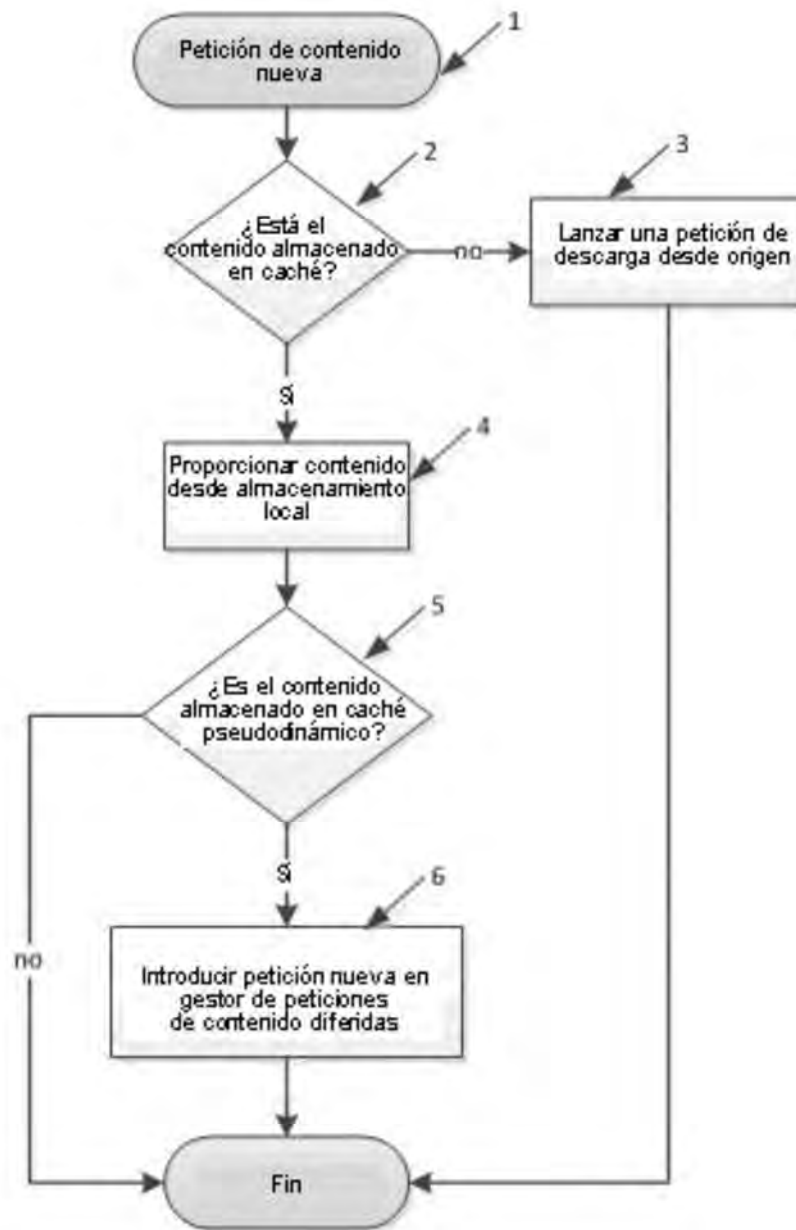 Petición de contenido
nueva
1
2
¿Está el
contenido almacenado
en caché?
no
3
Lanzar una petición de
descarga desde origen
Sí
4
Proporcionar contenido
desde almacenamiento
local
5
¿Es el contenido
almacenado en caché
pseudodinámico?
no
Sí
6
Introducir petición nueva en
gestor de peticiones
de contenido diferidas
Fin